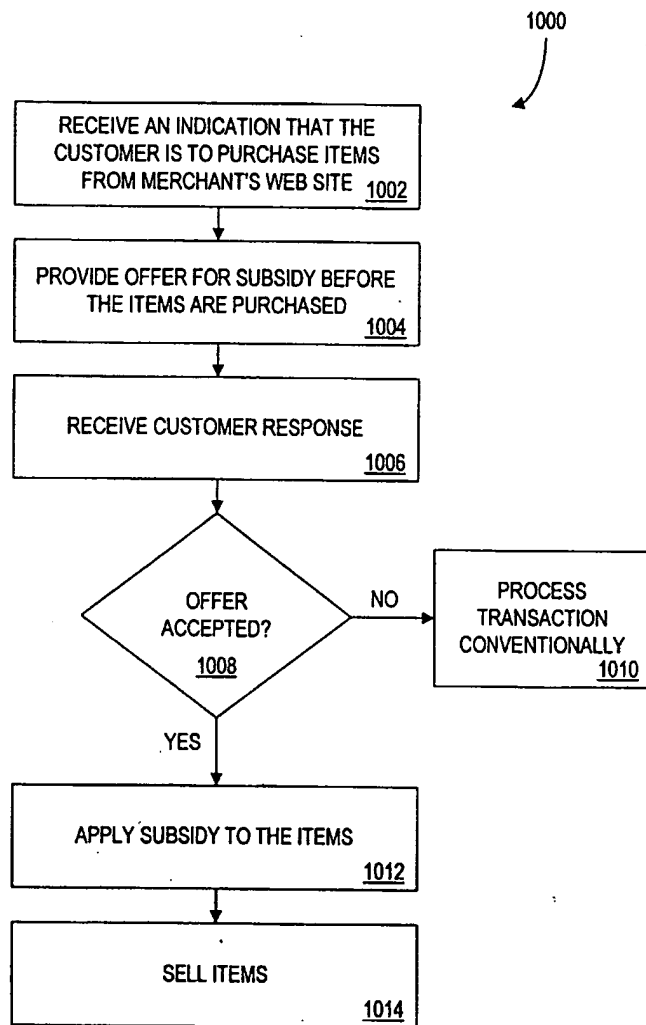 1000
RECEIVE AN INDICATION THAT THE
CUSTOMER IS TO PURCHASE ITEMS
FROM MERCHANT'S WEB SITE
1002
PROVIDE OFFER FOR SUBSIDY BEFORE
THE ITEMS ARE PURCHASED
1004
RECEIVE CUSTOMER RESPONSE
1006
OFFER
ACCEPTED?
1008
NO
PROCESS
TRANSACTION
CONVENTIONALLY
1010
YES
APPLY SUBSIDY TO THE ITEMS
1012
SELL ITEMS
1014